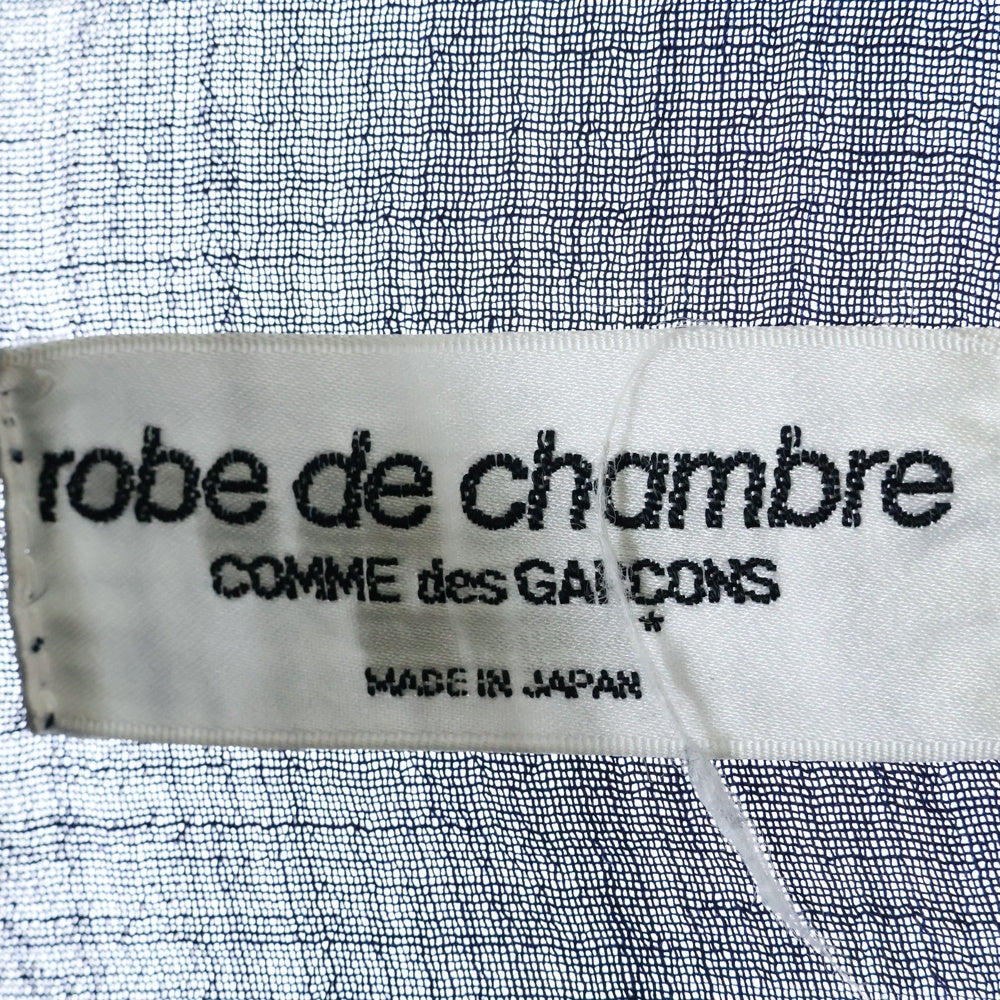 robe de chambre
COMME des GARÇONS
*
MADE IN JAPAN